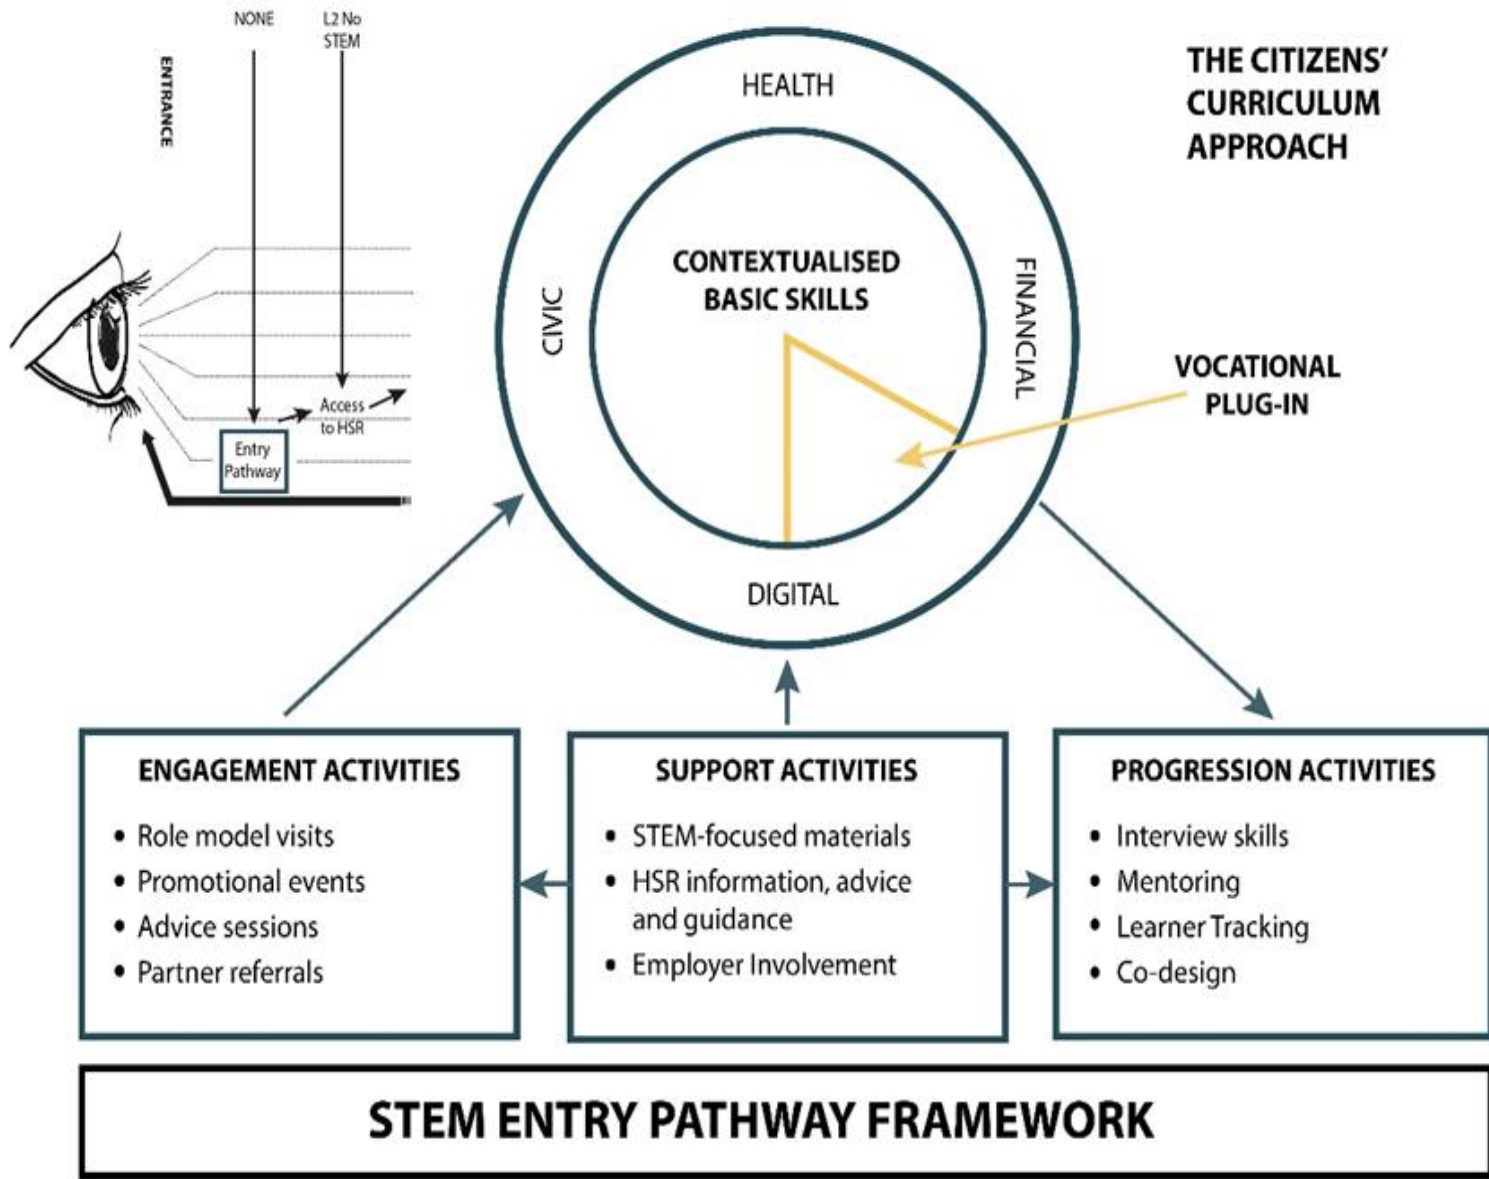 NONE
L2 No
STEM
ENTRANCE
Access
to HSR
Entry
Pathway
THE CITIZENS’
CURRICULUM
APPROACH
HEALTH
CIVIC
FINANCIAL
DIGITAL
CONTEXTUALISED
BASIC SKILLS
VOCATIONAL
PLUG-IN
ENGAGEMENT ACTIVITIES
• Role model visits
• Promotional events
• Advice sessions
• Partner referrals
SUPPORT ACTIVITIES
• STEM-focused materials
• HSR information, advice
and guidance
• Employer Involvement
PROGRESSION ACTIVITIES
• Interview skills
• Mentoring
• Learner Tracking
• Co-design
STEM ENTRY PATHWAY FRAMEWORK